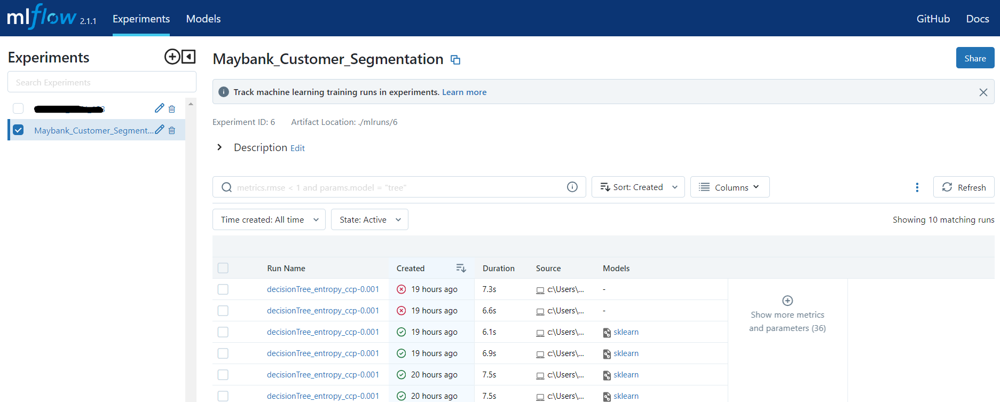 mlflow 2.1.1 Experiments Models GitHub Docs
Experiments
Search Experiments
Maybank_Customer_Segment...
Maybank_Customer_Segmentation
Share
Track machine learning training runs in experiments. Learn more
Experiment ID: 6 Artifact Location: ./mlruns/6
Description Edit
metrics.rmse < 1 and params.model = "tree" Sort: Created Columns Refresh
Time created: All time State: Active Showing 10 matching runs
Run Name Created Duration Source Models
decisionTree_entropy_ccp-0.001 19 hours ago 7.3s c:\Users\... -
decisionTree_entropy_ccp-0.001 19 hours ago 6.6s c:\Users\... -
decisionTree_entropy_ccp-0.001 19 hours ago 6.1s c:\Users\... sklearn
decisionTree_entropy_ccp-0.001 19 hours ago 6.9s c:\Users\... sklearn
decisionTree_entropy_ccp-0.001 20 hours ago 7.5s c:\Users\... sklearn
decisionTree_entropy_ccp-0.001 20 hours ago 7.5s c:\Users\... sklearn
Show more metrics
and parameters (36)